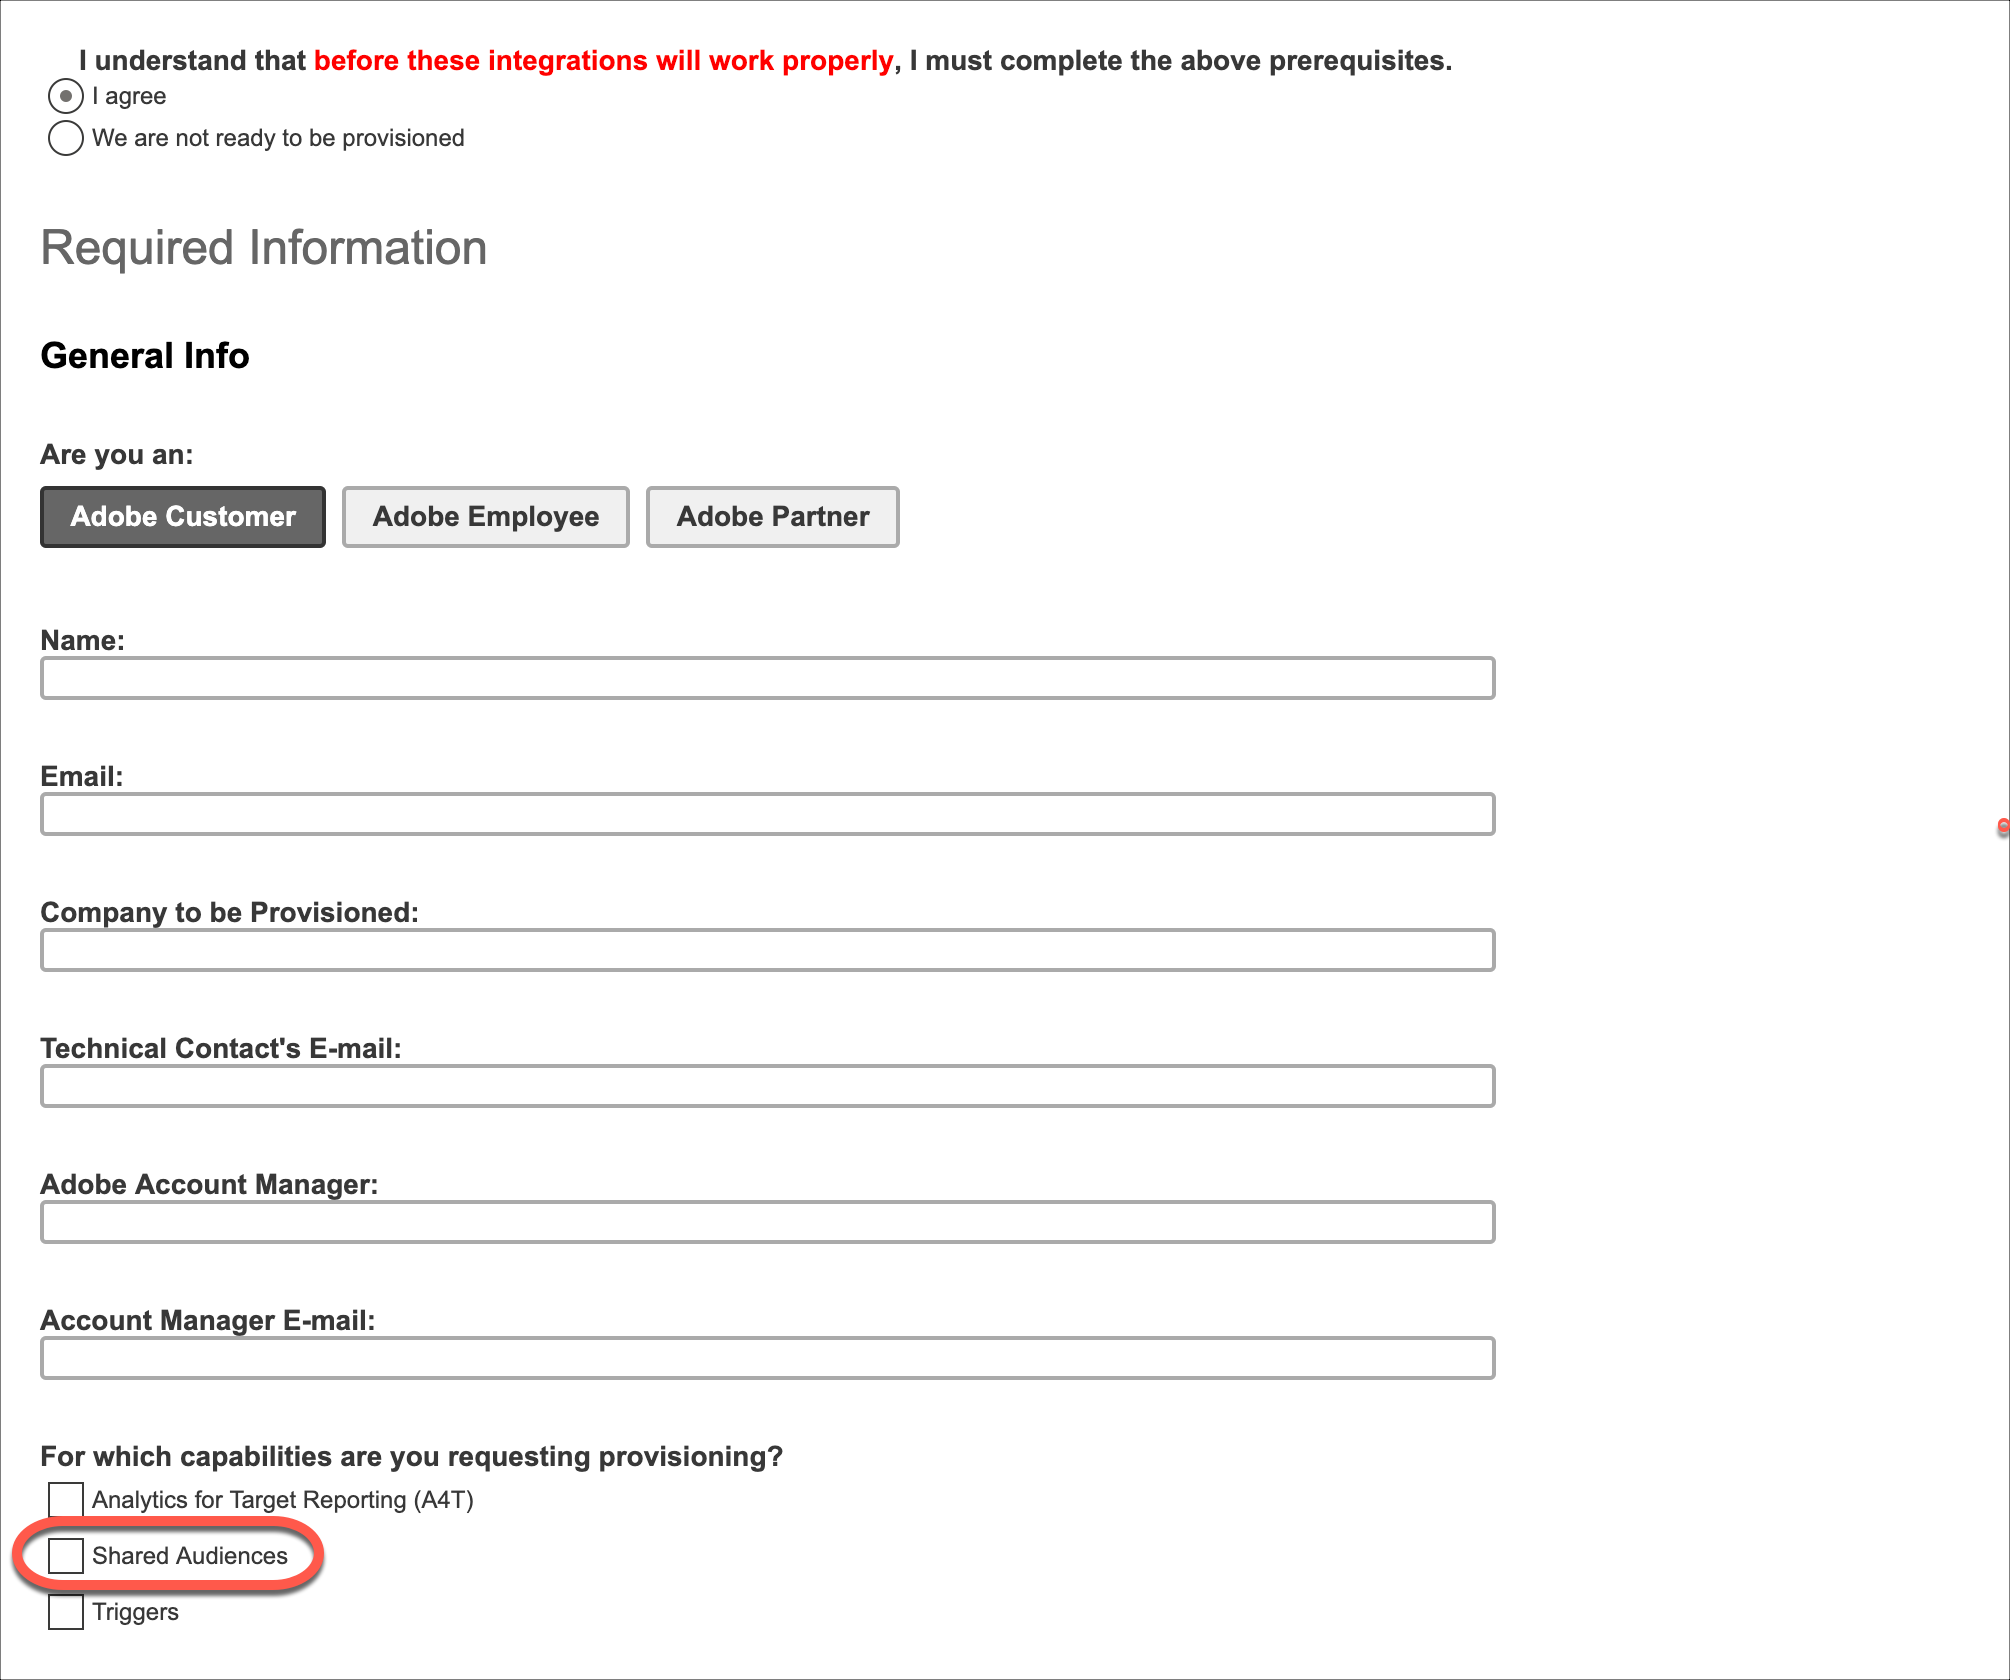 I understand that before these integrations will work properly, I must complete the above prerequisites.
I agree
We are not ready to be provisioned
Required Information
General Info
Are you an:
Adobe Customer Adobe Employee Adobe Partner
Name:
Email:
Company to be Provisioned:
Technical Contact's E-mail:
Adobe Account Manager:
Account Manager E-mail:
For which capabilities are you requesting provisioning?
Analytics for Target Reporting (A4T)
Shared Audiences
Triggers